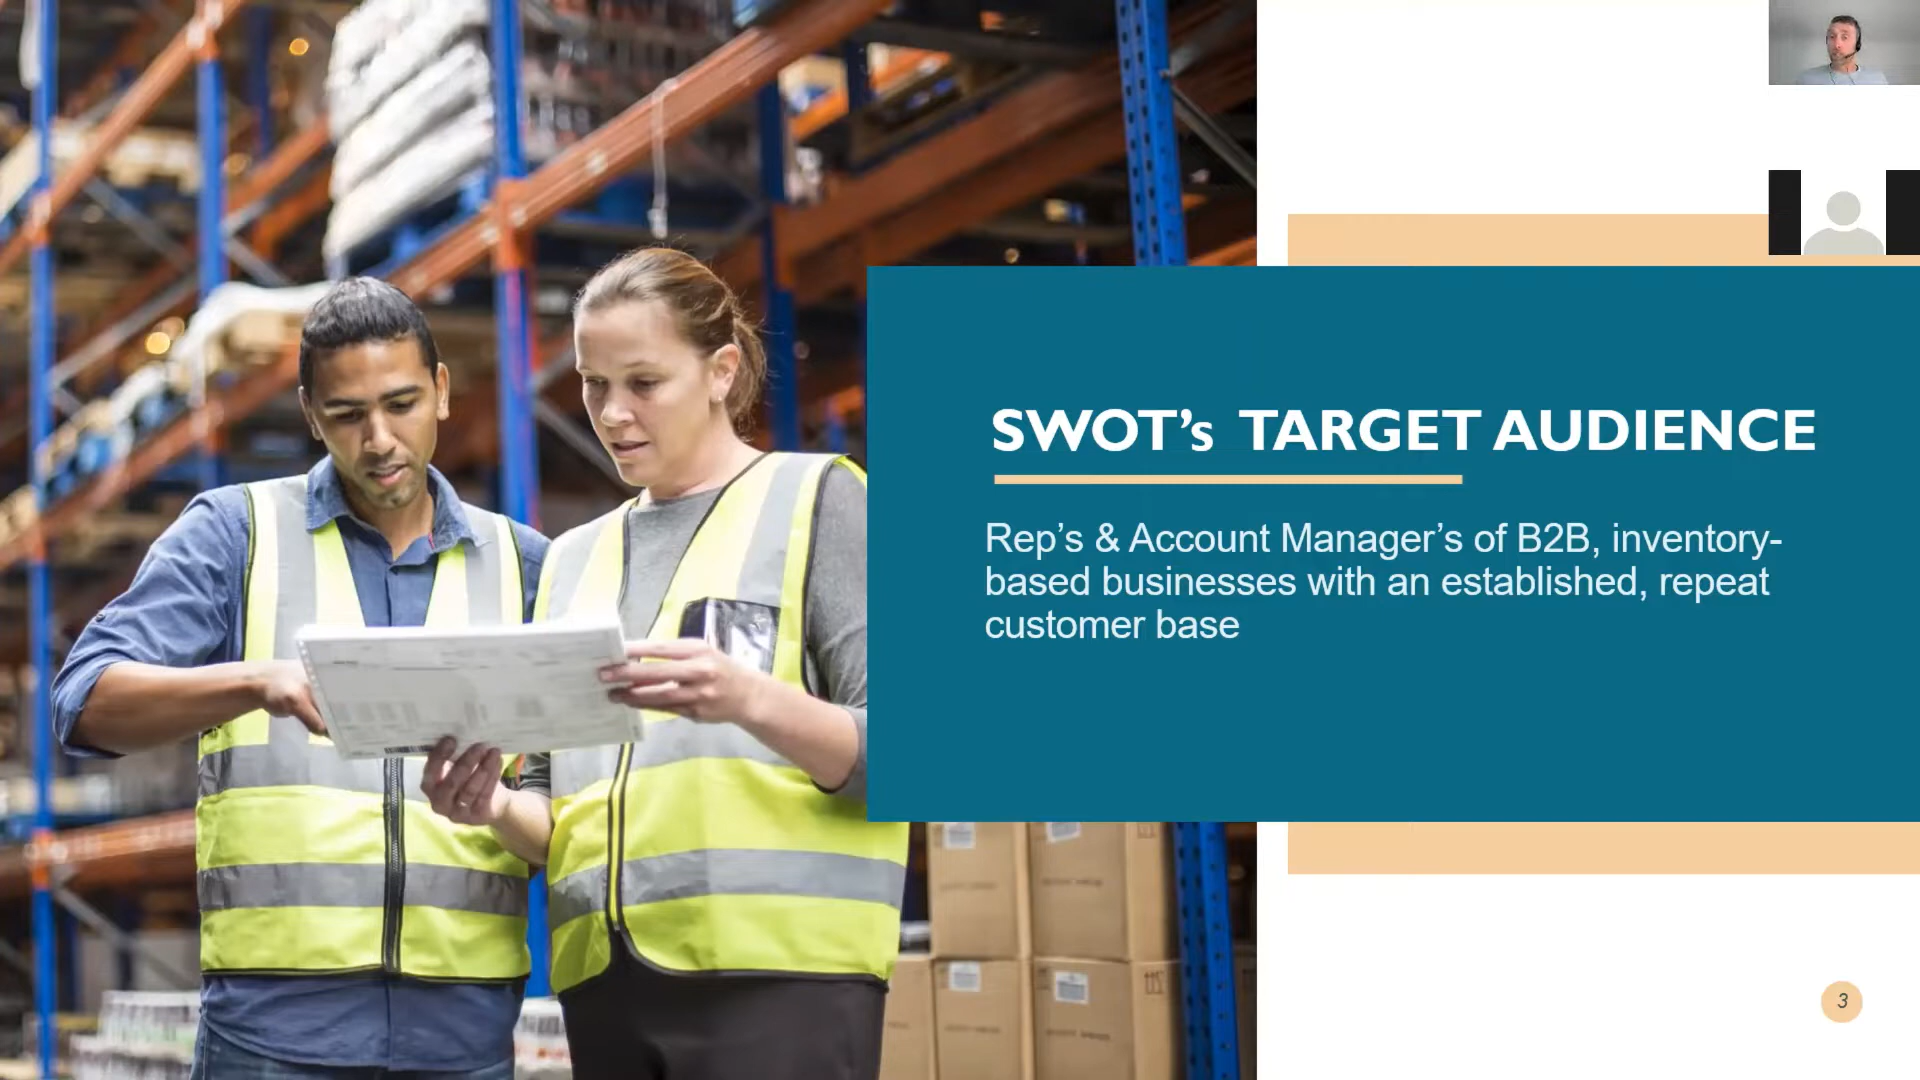 SWOT’s TARGET AUDIENCE
Rep’s & Account Manager’s of B2B, inventory-
based businesses with an established, repeat
customer base
3